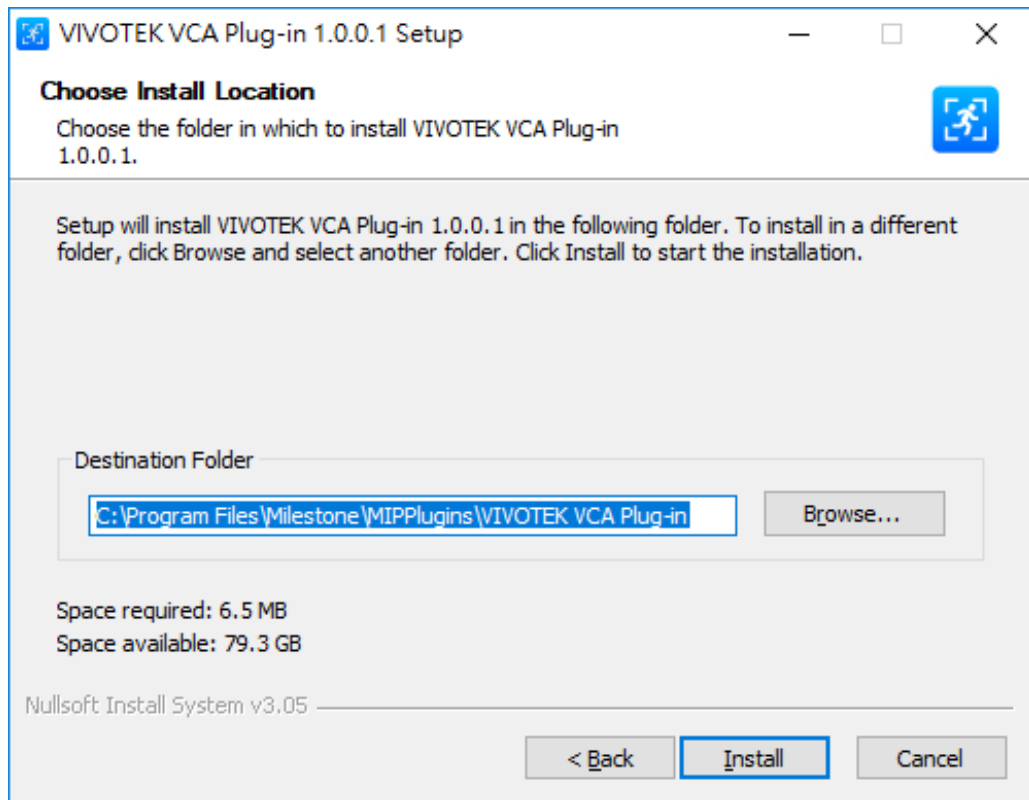 VIVOTEK VCA Plug-in 1.0.0.1 Setup
Choose Install Location
Choose the folder in which to install VIVOTEK VCA Plug-in
1.0.0.1.
Setup will install VIVOTEK VCA Plug-in 1.0.0.1 in the following folder. To install in a different
folder, click Browse and select another folder. Click Install to start the installation.
Destination Folder
C:\Program Files\Milestone\MIPPlugins\VIVOTEK VCA Plug-in
Browse...
Space required: 6.5 MB
Space available: 79.3 GB
Nullsoft Install System v3.05
< Back
Install
Cancel